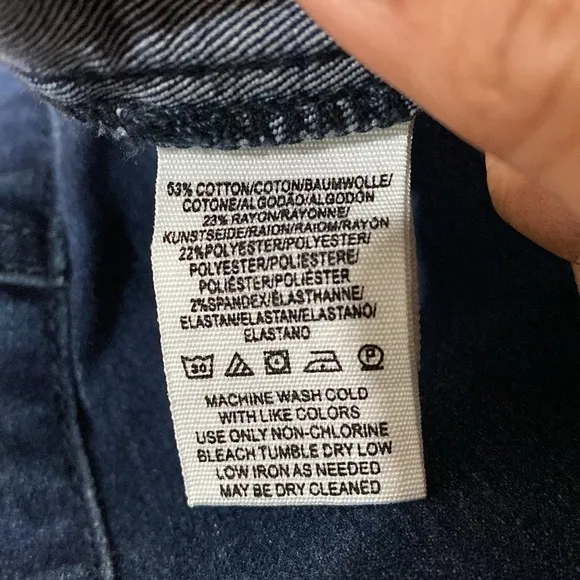 53% COTTON/COTON/BAUMWOLLE/
COTONE/ALGODÃO/ALGODÓN
23% RAYON/RAYONNE/
KUNSTSEIDE/RAION/RAIOM/RAYÓN
22%POLYESTER/POLYESTER/
POLYESTER/POLIESTERE/
POLIÉSTER/POLIÉSTER
2%SPANDEX/ÉLASTHANNE/
ELASTAN/ELASTAN/ELASTANO/
ELASTANO
30 P
MACHINE WASH COLD
WITH LIKE COLORS
USE ONLY NON-CHLORINE
BLEACH TUMBLE DRY LOW
LOW IRON AS NEEDED
MAY BE DRY CLEANED